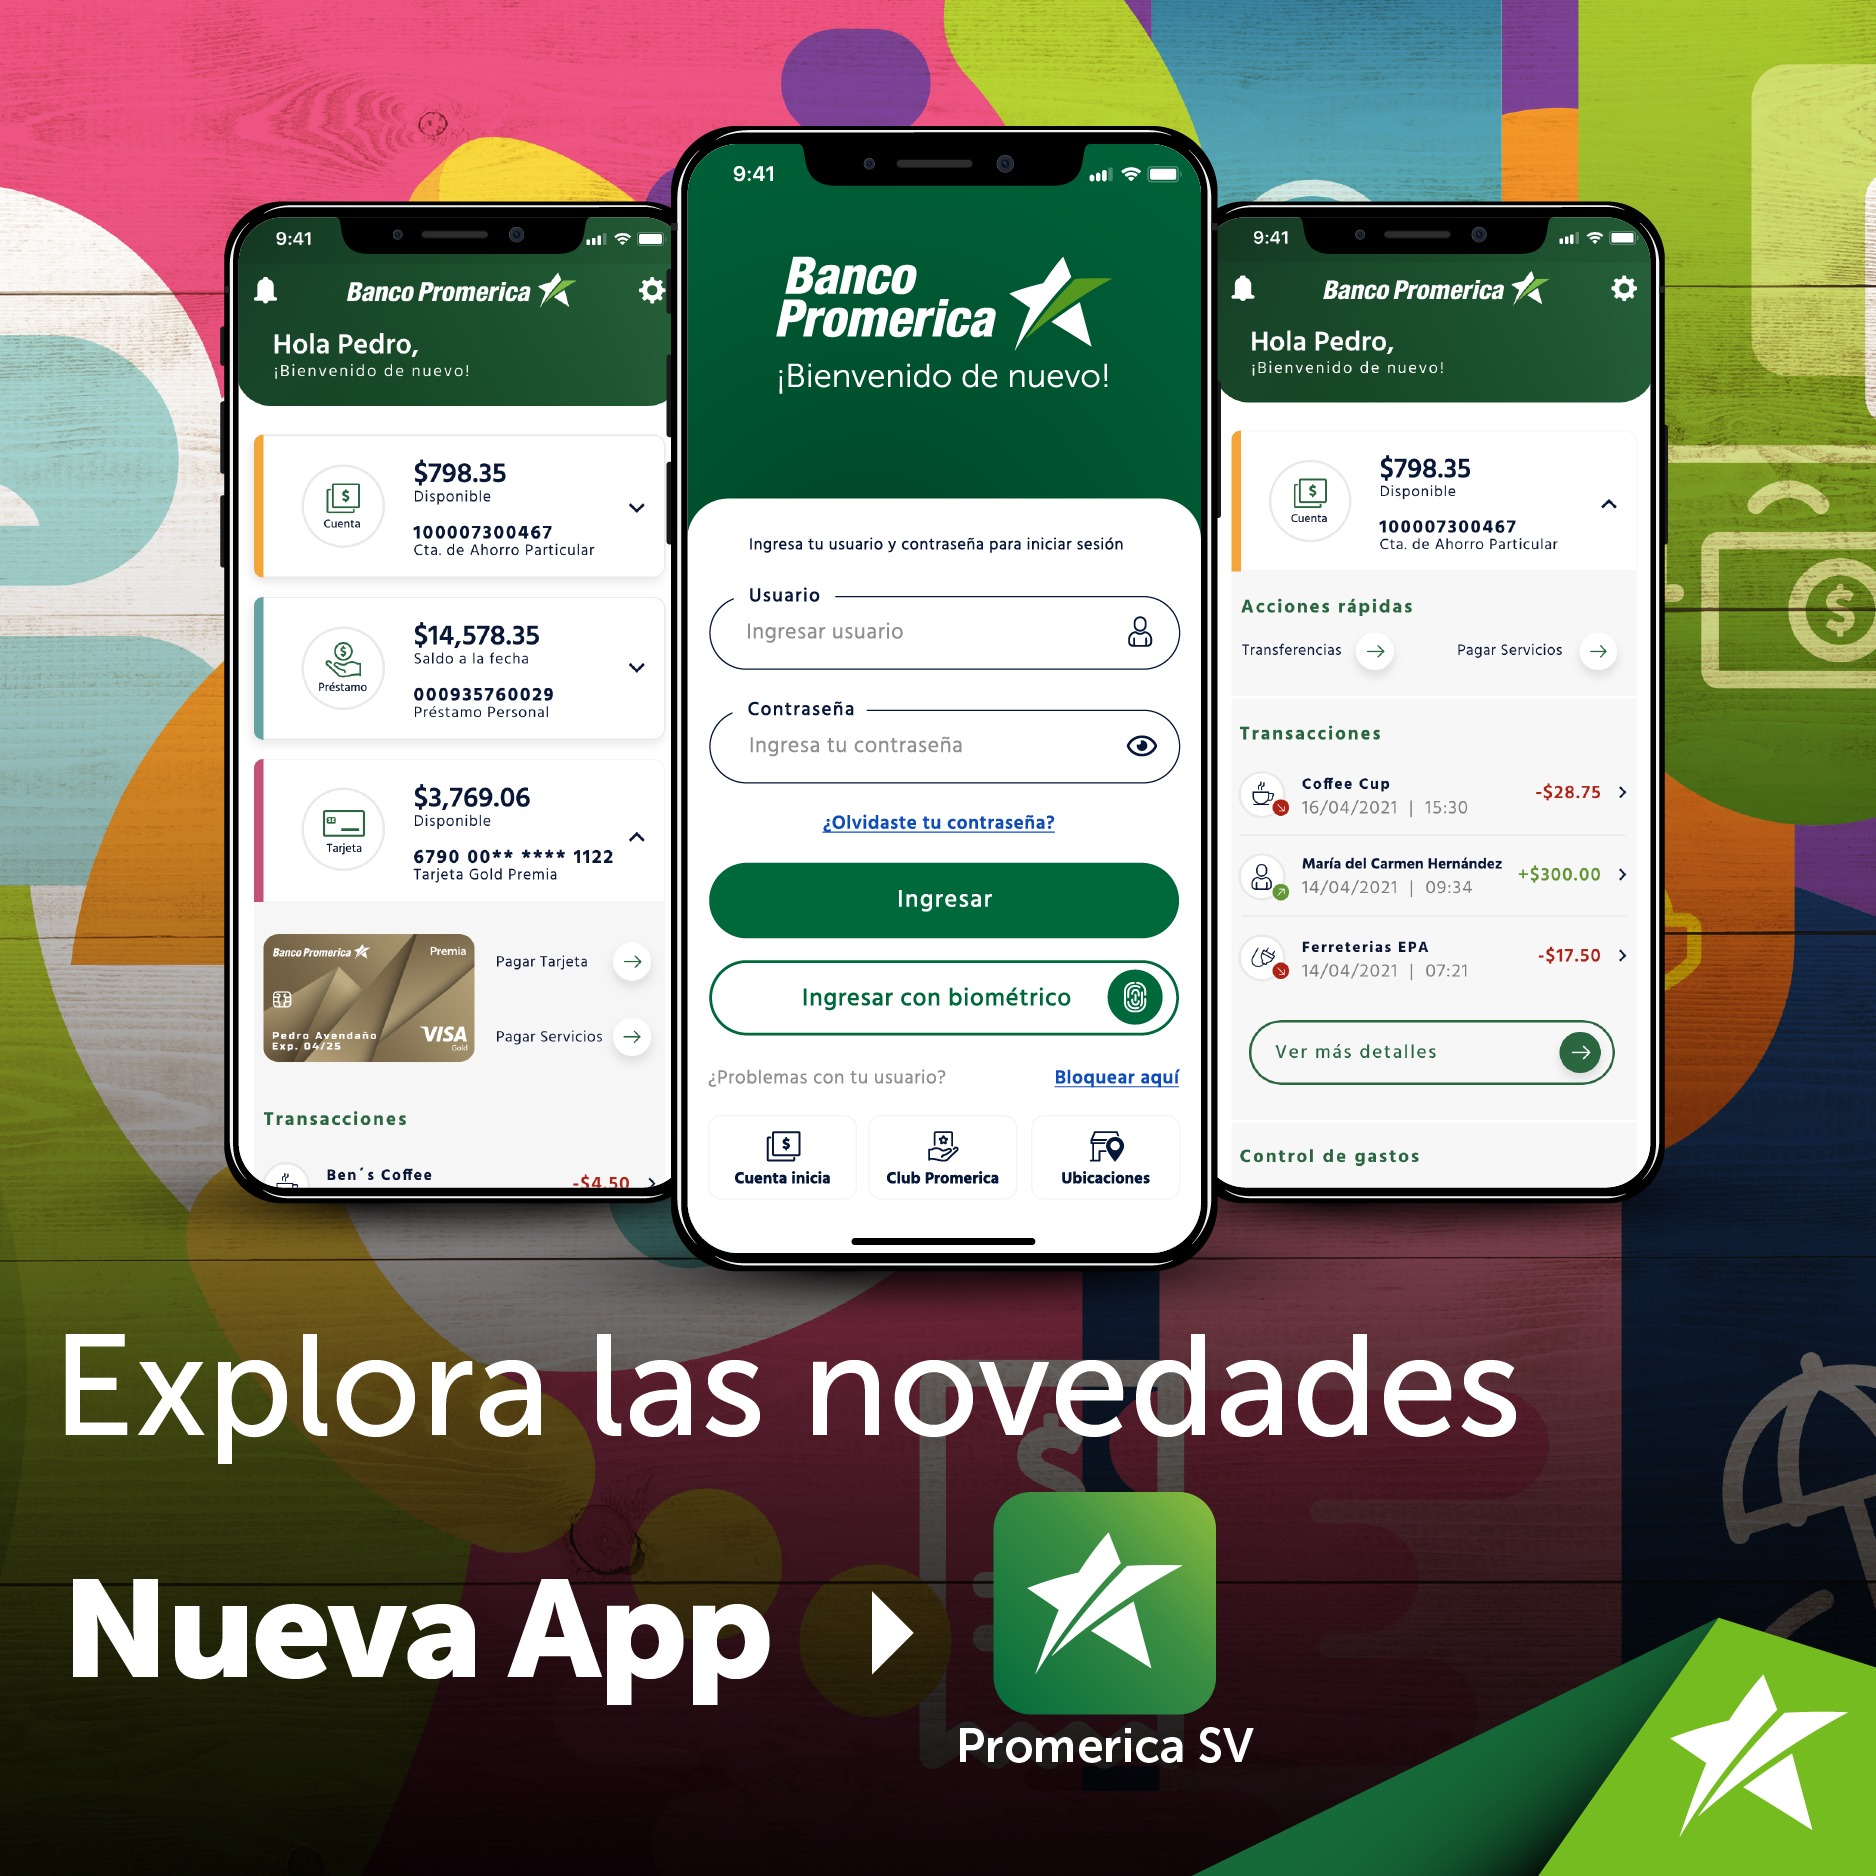 9:41
Banco Promerica
Hola Pedro,
¡Bienvenido de nuevo!
$798.35
Disponible
Cuenta
100007300467
Cta. de Ahorro Particular
$14,578.35
Saldo a la fecha
Préstamo
000935760029
Préstamo Personal
$3,769.06
Disponible
Tarjeta
6790 00** **** 1122
Tarjeta Gold Premia
Banco Promerica
Premia
Pedro Avendaño
Exp. 04/25
VISA
Gold
Pagar Tarjeta
Pagar Servicios
Transacciones
Ben´s Coffee
-$4.50
9:41
Banco
Promerica
¡Bienvenido de nuevo!
Ingresa tu usuario y contraseña para iniciar sesión
Usuario
Ingresar usuario
Contraseña
Ingresa tu contraseña
¿Olvidaste tu contraseña?
Ingresar
Ingresar con biométrico
¿Problemas con tu usuario? Bloquear aquí
Cuenta inicia
Club Promerica
Ubicaciones
9:41
Banco Promerica
Hola Pedro,
¡Bienvenido de nuevo!
$798.35
Disponible
Cuenta
100007300467
Cta. de Ahorro Particular
Acciones rápidas
Transferencias
Pagar Servicios
Transacciones
Coffee Cup
16/04/2021 | 15:30
-$28.75
María del Carmen Hernández
14/04/2021 | 09:34
+$300.00
Ferreterias EPA
14/04/2021 | 07:21
-$17.50
Ver más detalles
Control de gastos
Explora las novedades
Nueva App
Promerica SV